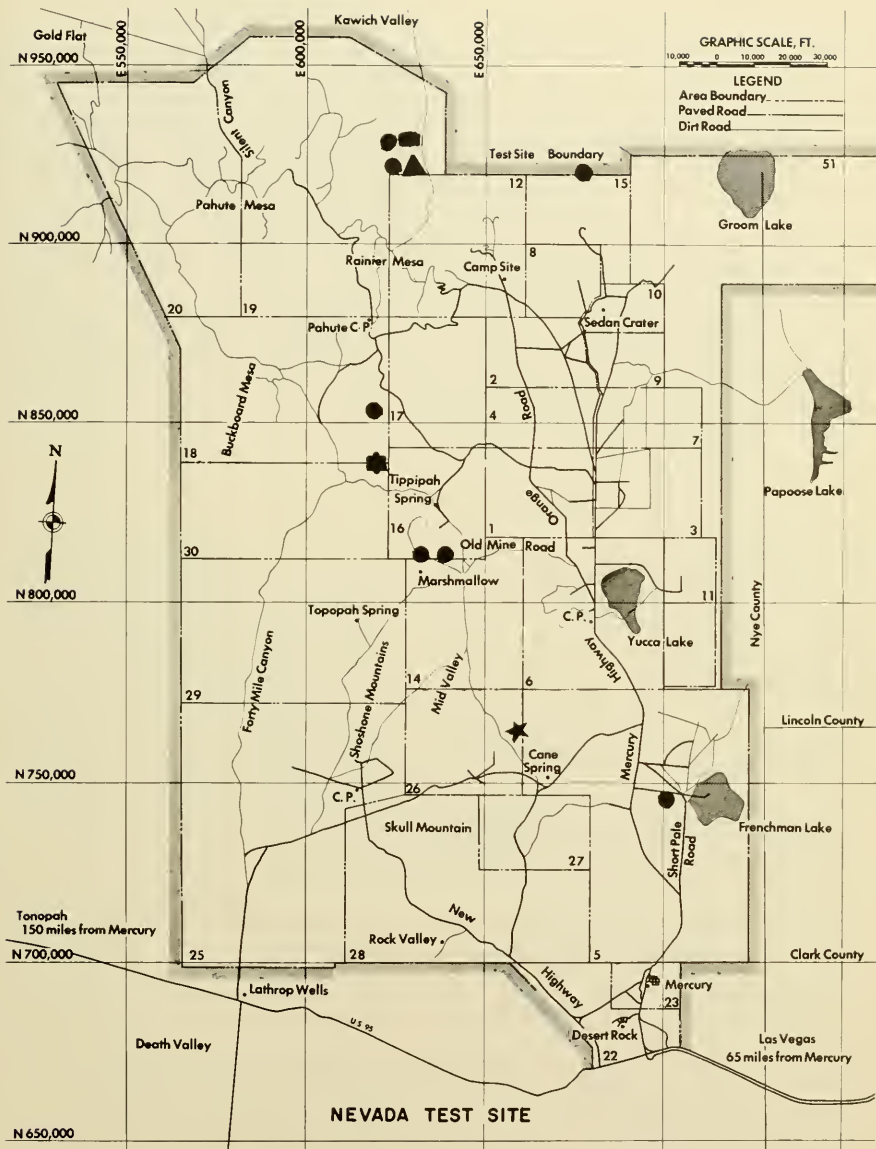 Kawich Valley
Gold Flat
E 550,000
E 600,000
E 650,000
N 950,000
GRAPHIC SCALE, FT.
10,000 0 10 000 20 000 30,000
LEGEND
Area Boundary
Paved Road
Dirt Road
Silent Canyon
Test Site Boundary
51
12
15
Groom Lake
Pahute Mesa
N 900,000
Rainier Mesa
Camp Site
8
10
20
19
Pahute C.P.
Sedan Crater
Buckboard Mesa
2
9
N 850,000
17
4
Road
7
18
N
Tippipah
Spring
Orange
Papoose Lake
16
1
Old Mine Road
3
30
Marshmallow
N 800,000
11
Topopah Spring
C.P.
Yucca Lake
Nye County
Forty Mile Canyon
Shoshone Mountains
Mid Valley
Highway
14
6
29
Lincoln County
Mercury
Cane
Spring
N 750,000
C.P.
26
Skull Mountain
Frenchman Lake
Short Pole
Road
27
Tonopah
150 miles from Mercury
New
Rock Valley
N 700,000
25
28
5
Clark County
Highway
Mercury
Lathrop Wells
23
US 95
Desert Rock
Las Vegas
65 miles from Mercury
Death Valley
22
NEVADA TEST SITE
N 650,000